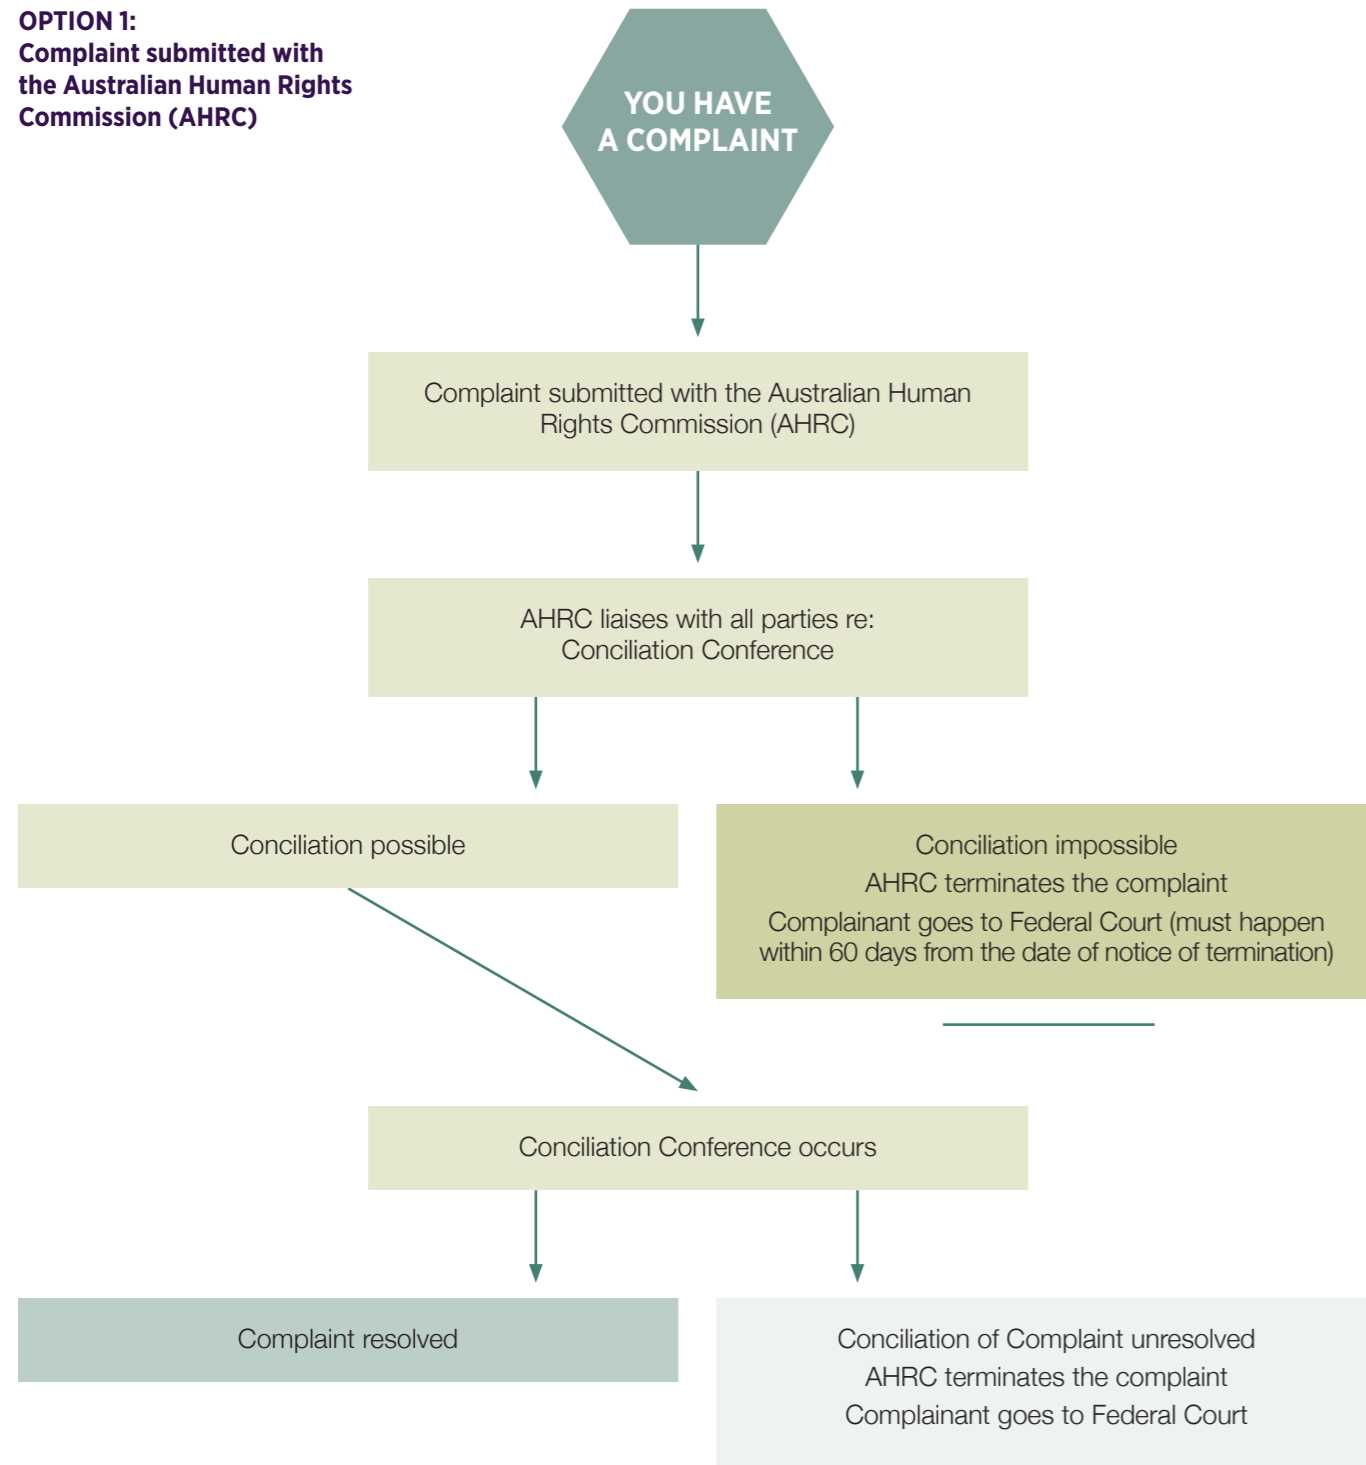 OPTION 1:
Complaint submitted with
the Australian Human Rights
Commission (AHRC)
YOU HAVE
A COMPLAINT
Complaint submitted with the Australian Human
Rights Commission (AHRC)
AHRC liaises with all parties re:
Conciliation Conference
Conciliation possible
Conciliation impossible
AHRC terminates the complaint
Complainant goes to Federal Court (must happen
within 60 days from the date of notice of termination)
Conciliation Conference occurs
Complaint resolved
Conciliation of Complaint unresolved
AHRC terminates the complaint
Complainant goes to Federal Court